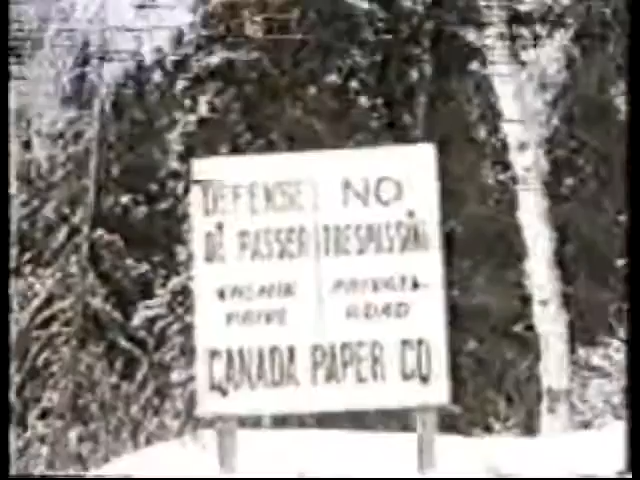 DEFENSE NO
DE PASSER TRESPASSING
CHEMIN PRIVATE
PRIVE ROAD
CANADA PAPER CO